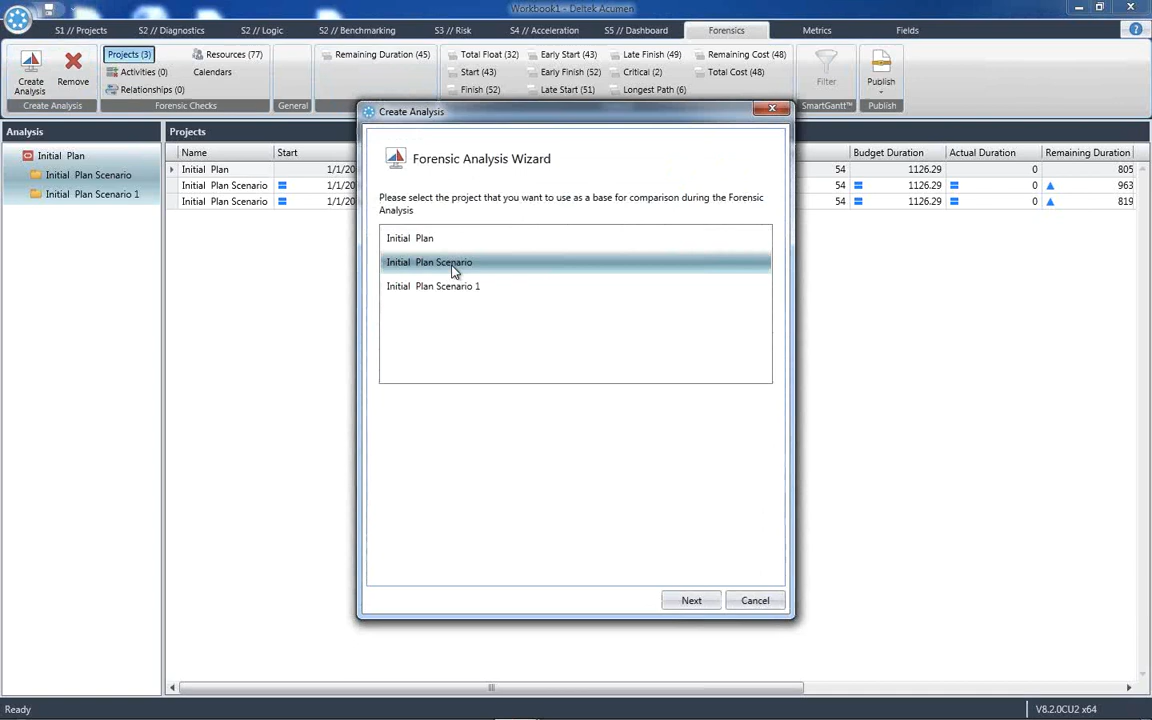 Workbook1 - Deltek Acumen
S1 // Projects
S2 // Diagnostics
S2 // Logic
S2 // Benchmarking
S3 // Risk
S4 // Acceleration
S5 // Dashboard
Forensics
Metrics
Fields
Create Analysis
Remove
Create Analysis
Projects (3)
Activities (0)
Relationships (0)
Resources (77)
Calendars
Forensic Checks
General
Remaining Duration (45)
Total Float (32)
Start (43)
Finish (52)
Early Start (43)
Early Finish (52)
Late Start (51)
Late Finish (49)
Critical (2)
Longest Path (6)
Remaining Cost (48)
Total Cost (48)
Filter
SmartGantt™
Publish
Publish
Analysis
Initial Plan
Initial Plan Scenario
Initial Plan Scenario 1
Projects
Name Start Budget Duration Actual Duration Remaining Duration
Initial Plan 1/1/20 54 1126.29 0 805
Initial Plan Scenario 1/1/20 54 1126.29 0 963
Initial Plan Scenario 1/1/20 54 1126.29 0 819
Create Analysis
Forensic Analysis Wizard
Please select the project that you want to use as a base for comparison during the Forensic
Analysis
Initial Plan
Initial Plan Scenario
Initial Plan Scenario 1
Next
Cancel
Ready
V8.2.0CU2 x64